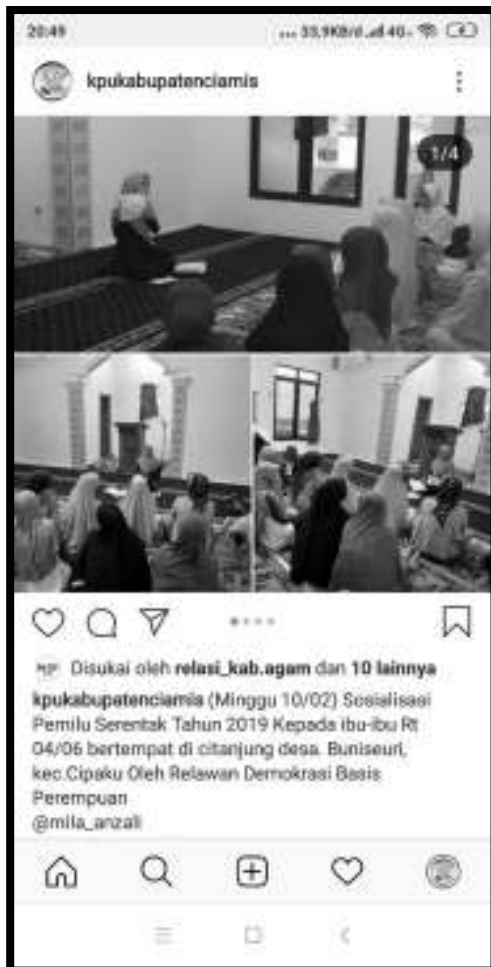 20:49
... 33,9KB/d 4G
kpukabupatenciamis
1/4
Disukai oleh relasi_kab.agam dan 10 lainnya
kpukabupatenciamis (Minggu 10/02) Sosialisasi
Pemilu Serentak Tahun 2019 Kepada ibu-ibu Rt
04/06 bertempat di citanjung desa. Buniseuri,
kec.Cipaku Oleh Relawan Demokrasi Basis
Perempuan
@mila_anzali